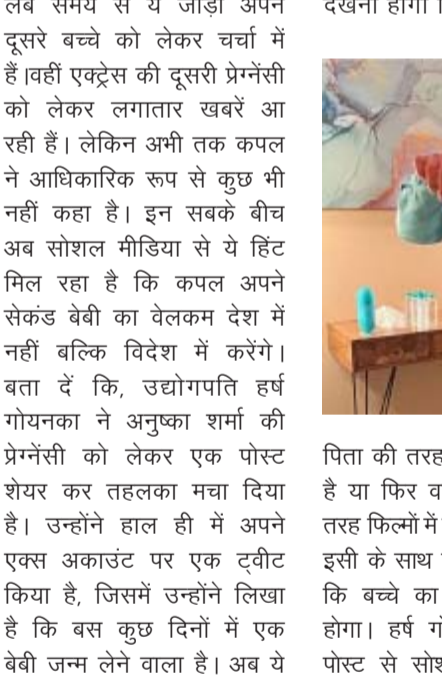 लंबे समय से ये जोड़ी अपने
दूसरे बच्चे को लेकर चर्चा में
हैं।वहीं एक्ट्रेस की दूसरी प्रेग्नेंसी
को लेकर लगातार खबरें आ
रही हैं। लेकिन अभी तक कपल
ने आधिकारिक रूप से कुछ भी
नहीं कहा है। इन सबके बीच
अब सोशल मीडिया से ये हिंट
मिल रहा है कि कपल अपने
सेकंड बेबी का वेलकम देश में
नहीं बल्कि विदेश में करेंगे।
बता दें कि, उद्योगपति हर्ष
गोयनका ने अनुष्का शर्मा की
प्रेग्नेंसी को लेकर एक पोस्ट
शेयर कर तहलका मचा दिया
है। उन्होंने हाल ही में अपने
एक्स अकाउंट पर एक ट्वीट
किया है, जिसमें उन्होंने लिखा
है कि बस कुछ दिनों में एक
बेबी जन्म लेने वाला है। अब ये
देखना होगा
पिता की तरह
है या फिर
तरह फिल्मों में
इसी के साथ
कि बच्चे का
होगा। हर्ष
पोस्ट से